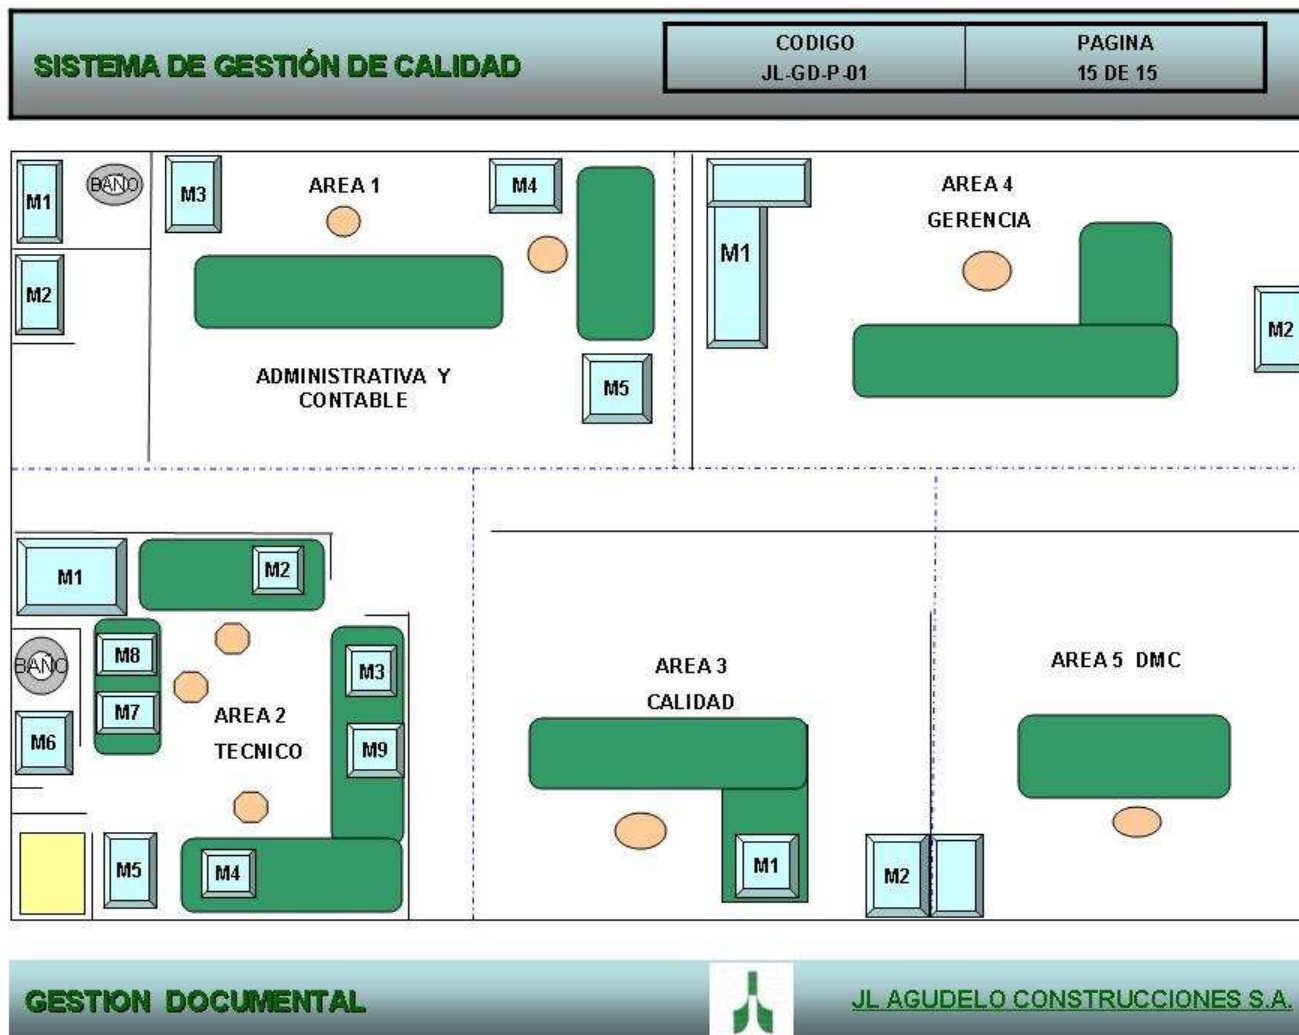 SISTEMA DE GESTIÓN DE CALIDAD
CODIGO
JL-GD-P-01
PAGINA
15 DE 15
M1
BAÑO
M2
M3
AREA 1
M4
ADMINISTRATIVA Y
CONTABLE
M5
AREA 4
GERENCIA
M1
M2
M1
M2
M8
BAÑO
M7
M6
AREA 2
TECNICO
M3
M9
M5
M4
AREA 3
CALIDAD
M1
M2
AREA 5 DMC
GESTION DOCUMENTAL
JL AGUDELO CONSTRUCCIONES S.A.